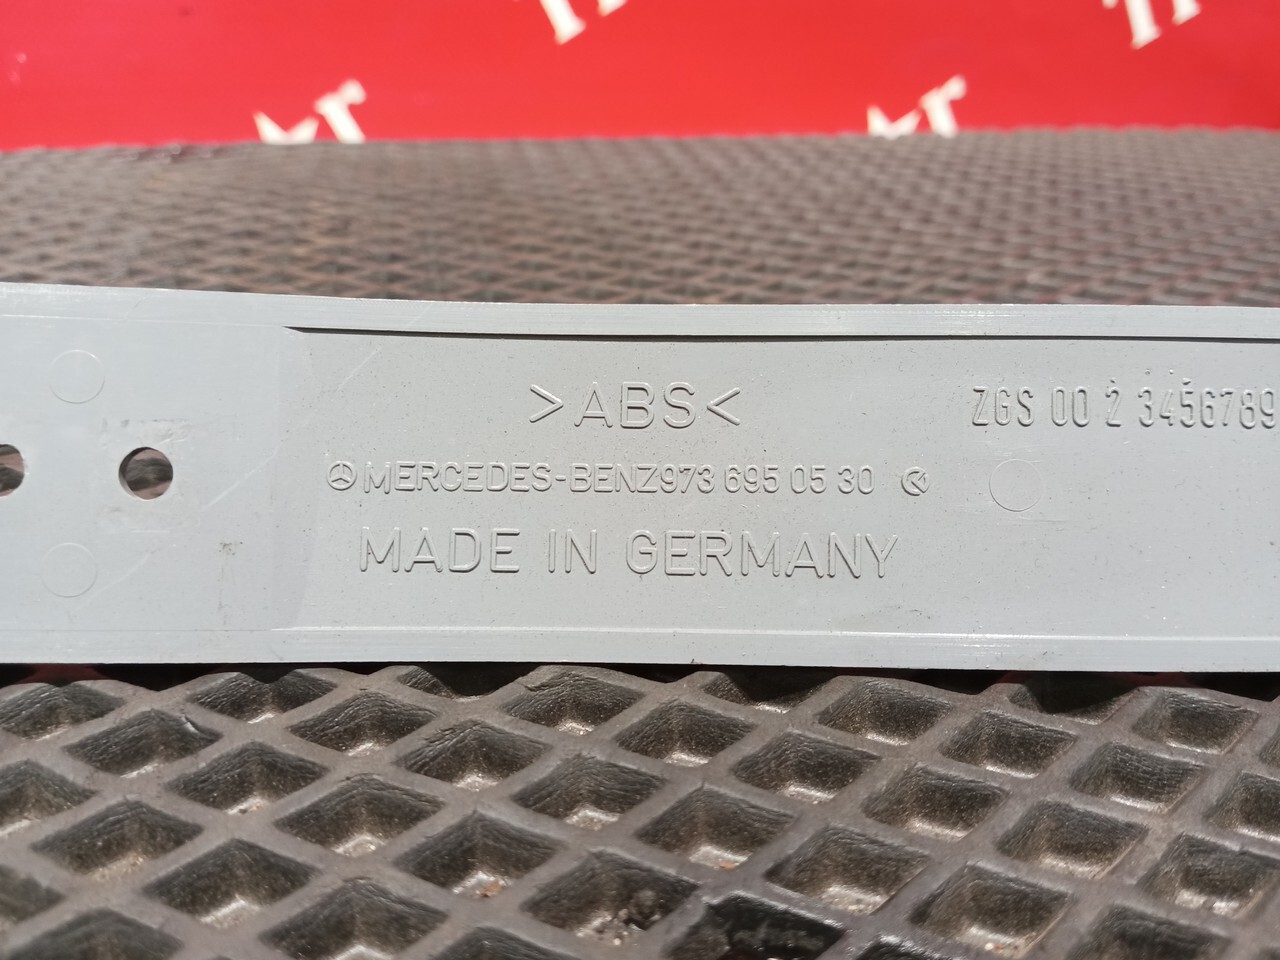 >ABS<
ZGS 00 2 3456789
MERCEDES-BENZ973 695 05 30
MADE IN GERMANY